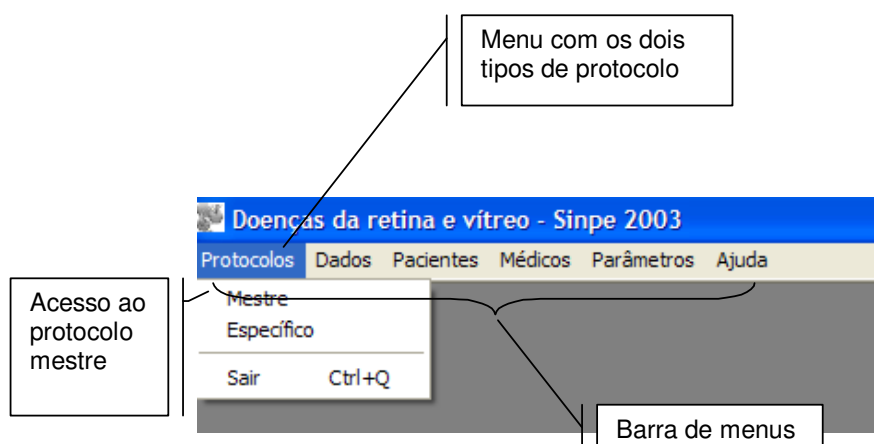 Menu com os dois
tipos de protocolo
Doenças da retina e vítreo - Sinpe 2003
Protocolos Dados Pacientes Médicos Parâmetros Ajuda
Acesso ao
protocolo
mestre
Mestre
Específico
Sair Ctrl+Q
Barra de menus